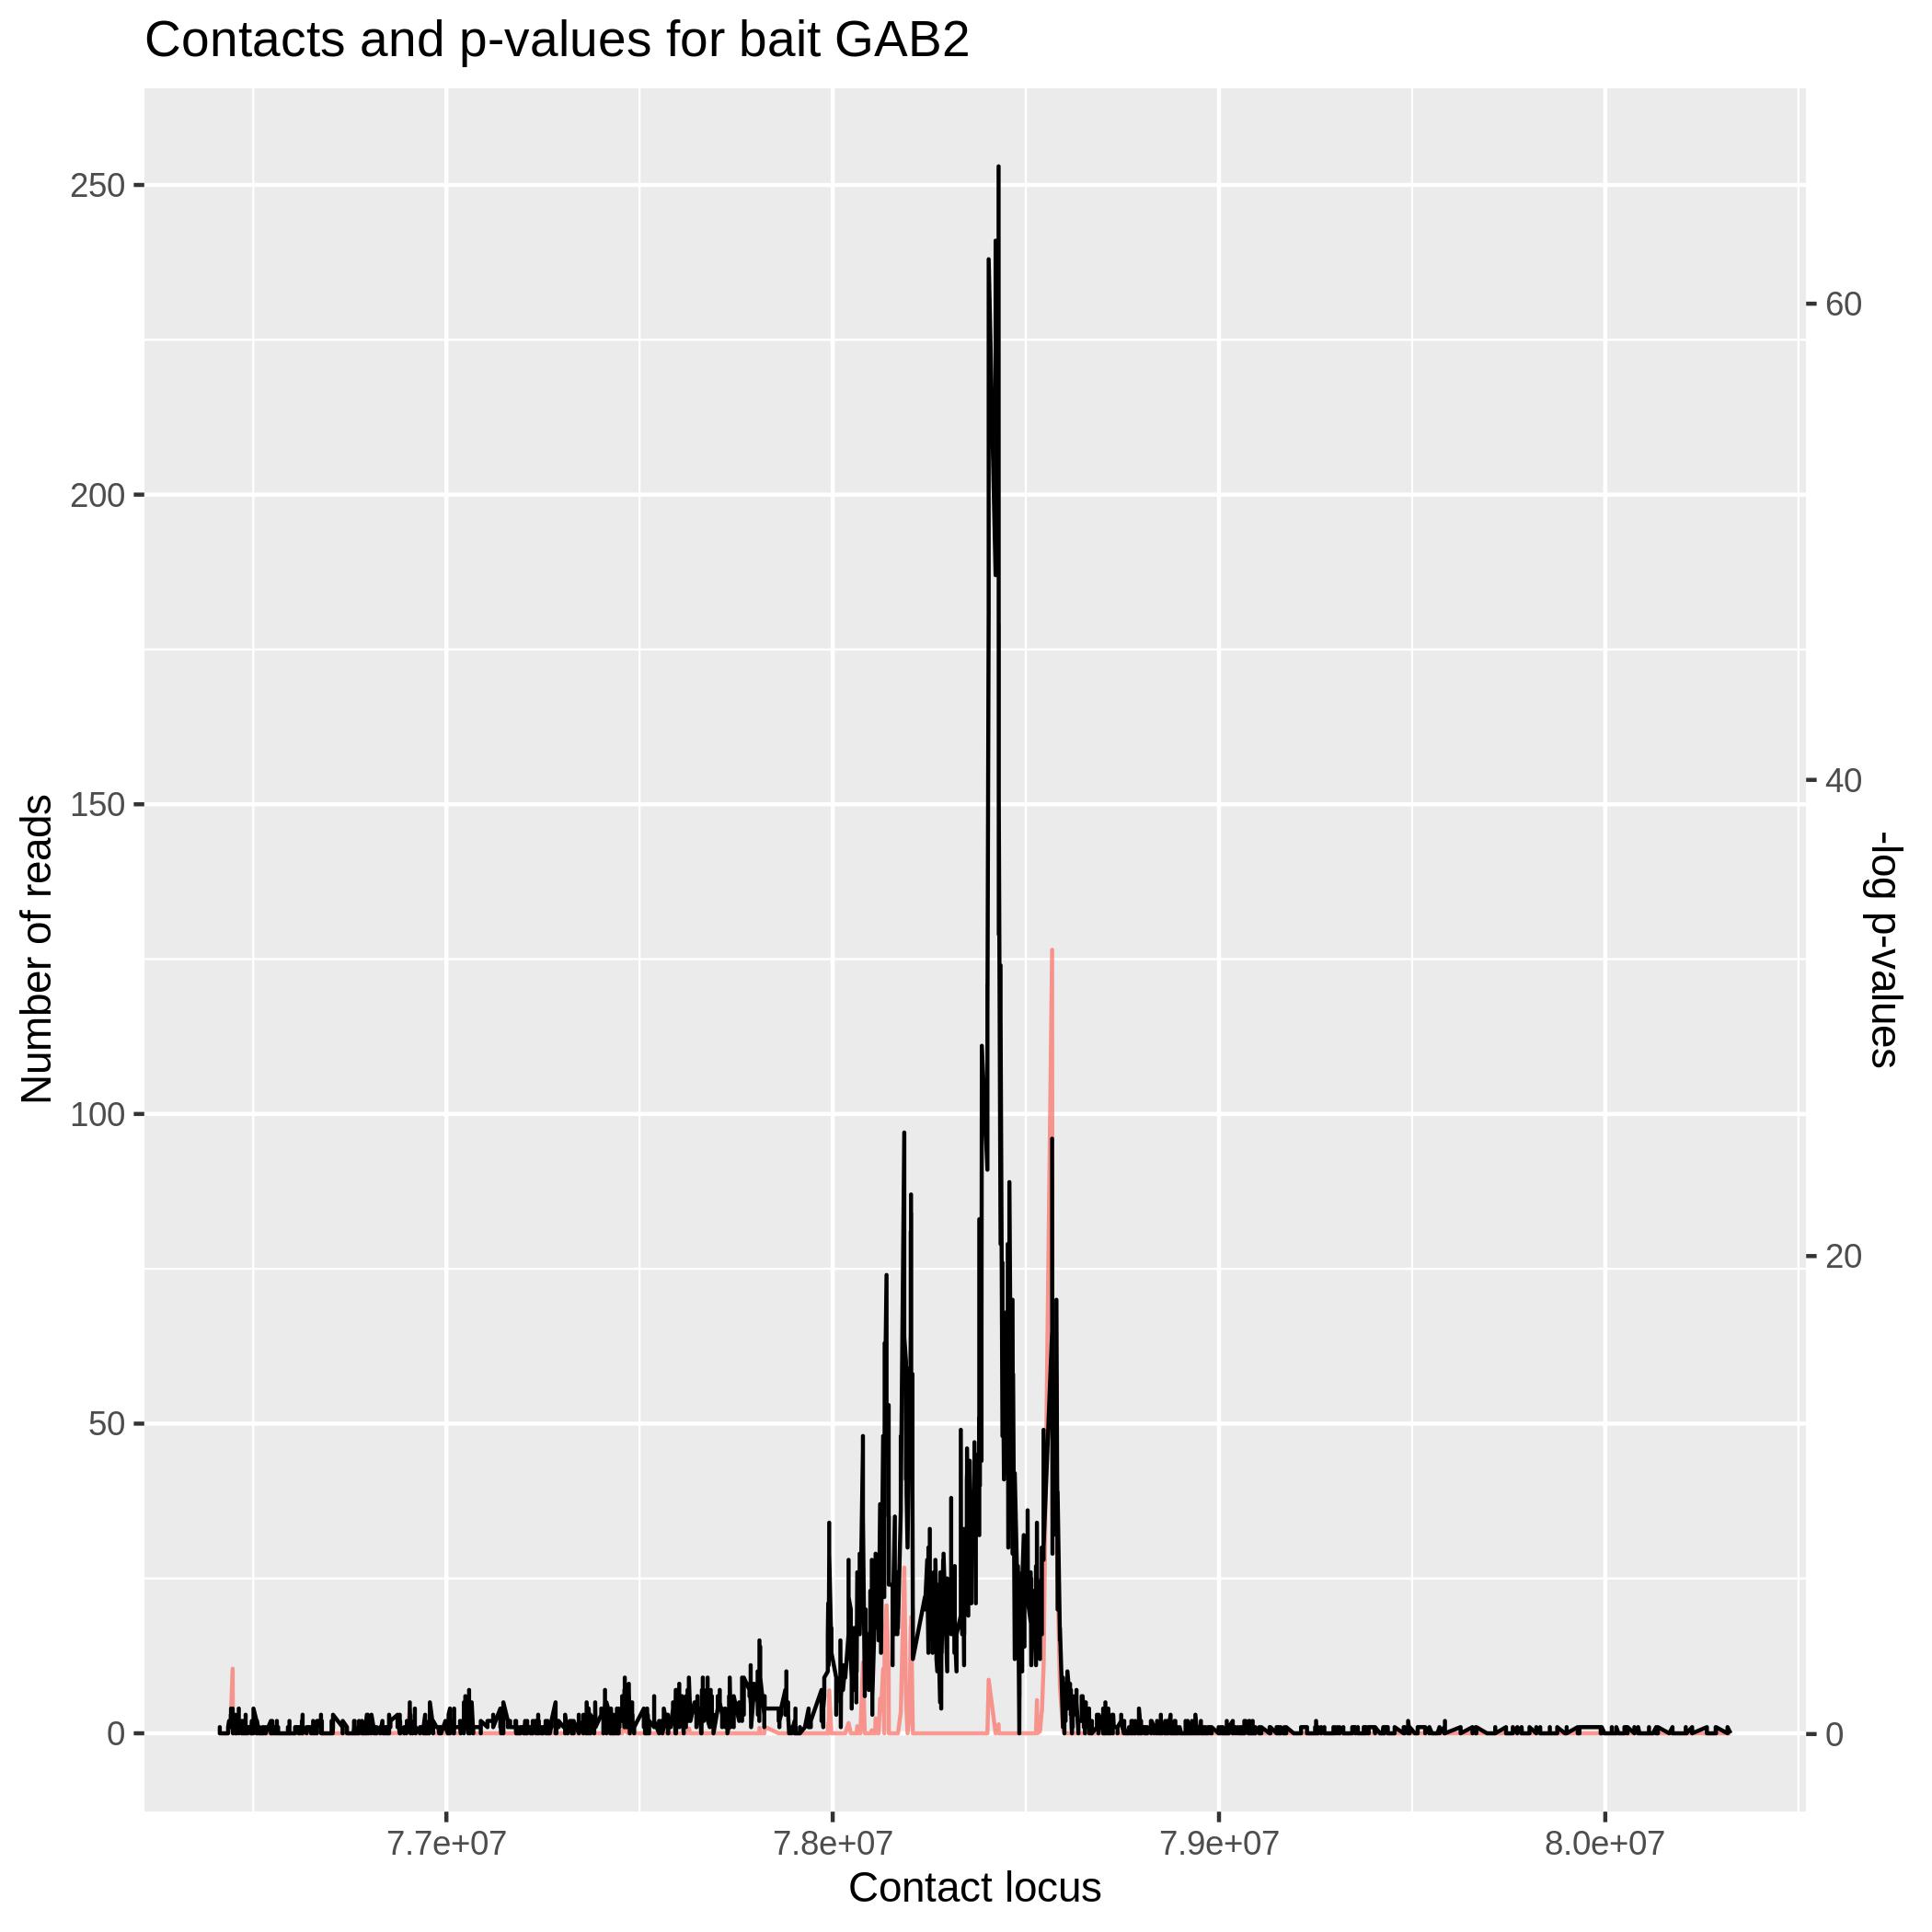 Contacts and p-values for bait GAB2
250
200
150
100
50
0
Number of reads
60
40
20
0
-log p-values
7.7e+07
7.8e+07
7.9e+07
8.0e+07
Contact locus